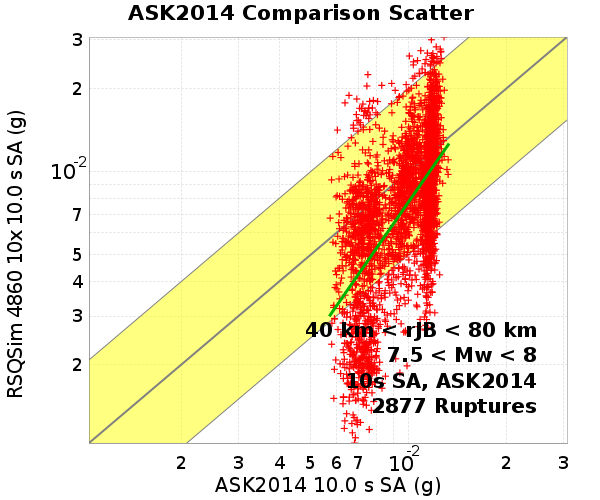 ASK2014 Comparison Scatter
RSQSim 4860 10x 10.0 s SA (g)
3
2
10-2
7
5
4
3
2
40 km < rJB < 80 km
7.5 < Mw < 8
10s SA, ASK2014
2877 Ruptures
2 3 4 5 6 7 10-2 2 3
ASK2014 10.0 s SA (g)